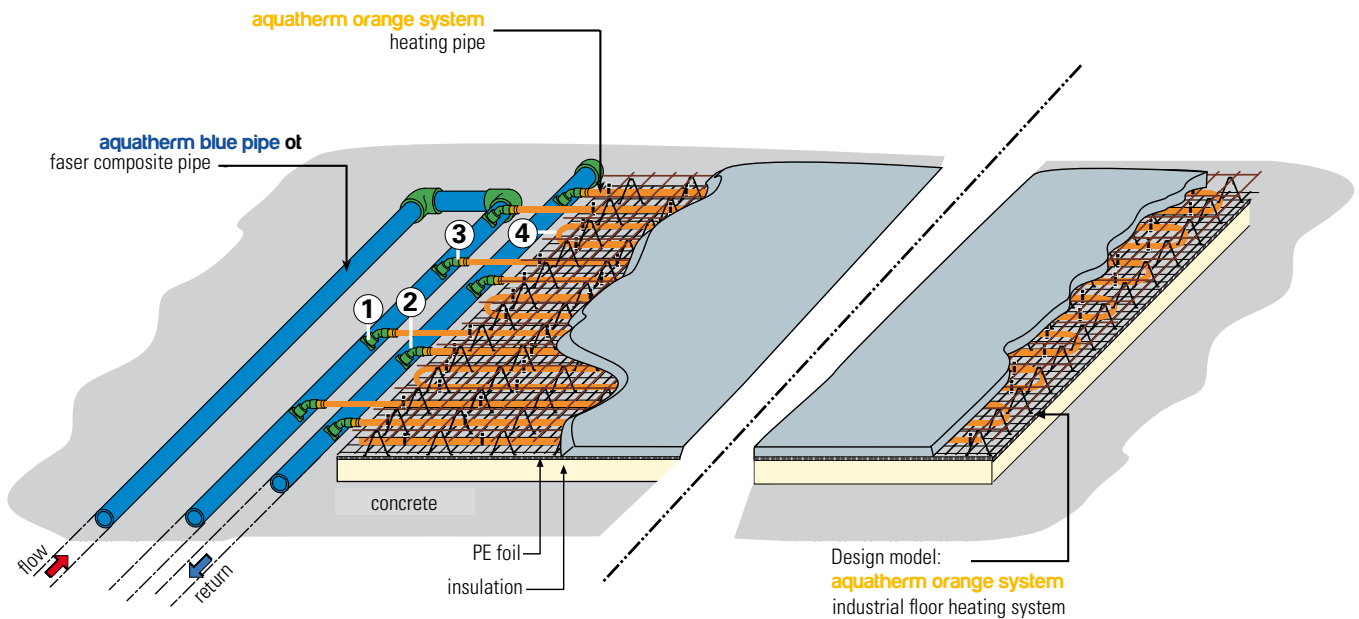 aquatherm orange system
heating pipe
aquatherm blue pipe ot
faser composite pipe
3
4
1
2
concrete
flow
return
PE foil
insulation
Design model:
aquatherm orange system
industrial floor heating system